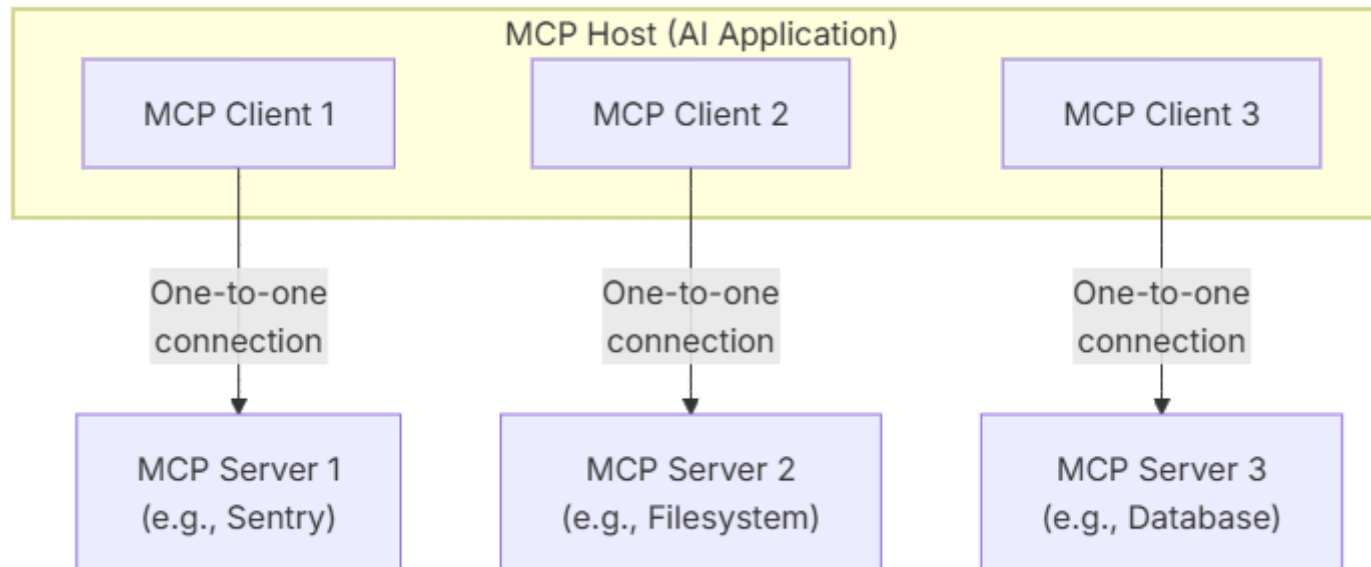 MCP Host (AI Application)
MCP Client 1
MCP Client 2
MCP Client 3
One-to-one
connection
One-to-one
connection
One-to-one
connection
MCP Server 1
(e.g., Sentry)
MCP Server 2
(e.g., Filesystem)
MCP Server 3
(e.g., Database)